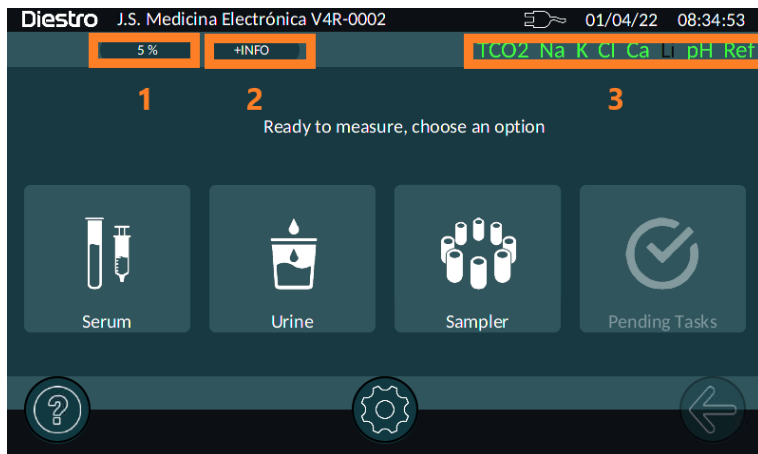 Diestro J.S. Medicina Electrónica V4R-0002 01/04/22 08:34:53
5 % +INFO TCO2 Na K Cl Ca Li pH Ref
1 2 3
Ready to measure, choose an option
Serum Urine Sampler Pending Tasks
?